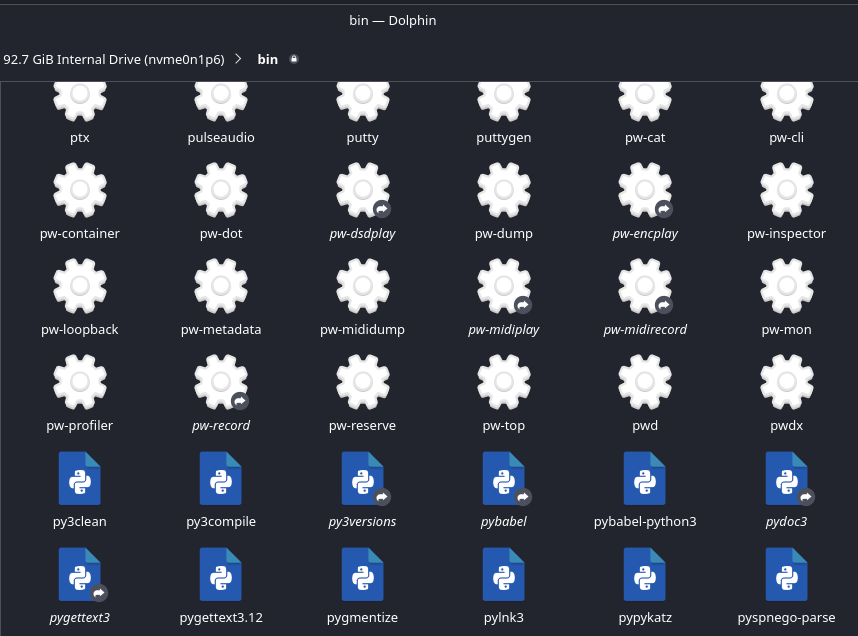 bin — Dolphin
92.7 GiB Internal Drive (nvme0n1p6) > bin
ptx pulseaudio putty puttygen pw-cat pw-cli
pw-container pw-dot pw-dsdplay pw-dump pw-encplay pw-inspector
pw-loopback pw-metadata pw-mididump pw-midiplay pw-midirecord pw-mon
pw-profiler pw-record pw-reserve pw-top pwd pwdx
py3clean py3compile py3versions pybabel pybabel-python3 pydoc3
pygettext3 pygettext3.12 pygmentize pylnk3 pypykatz pyspnego-parse